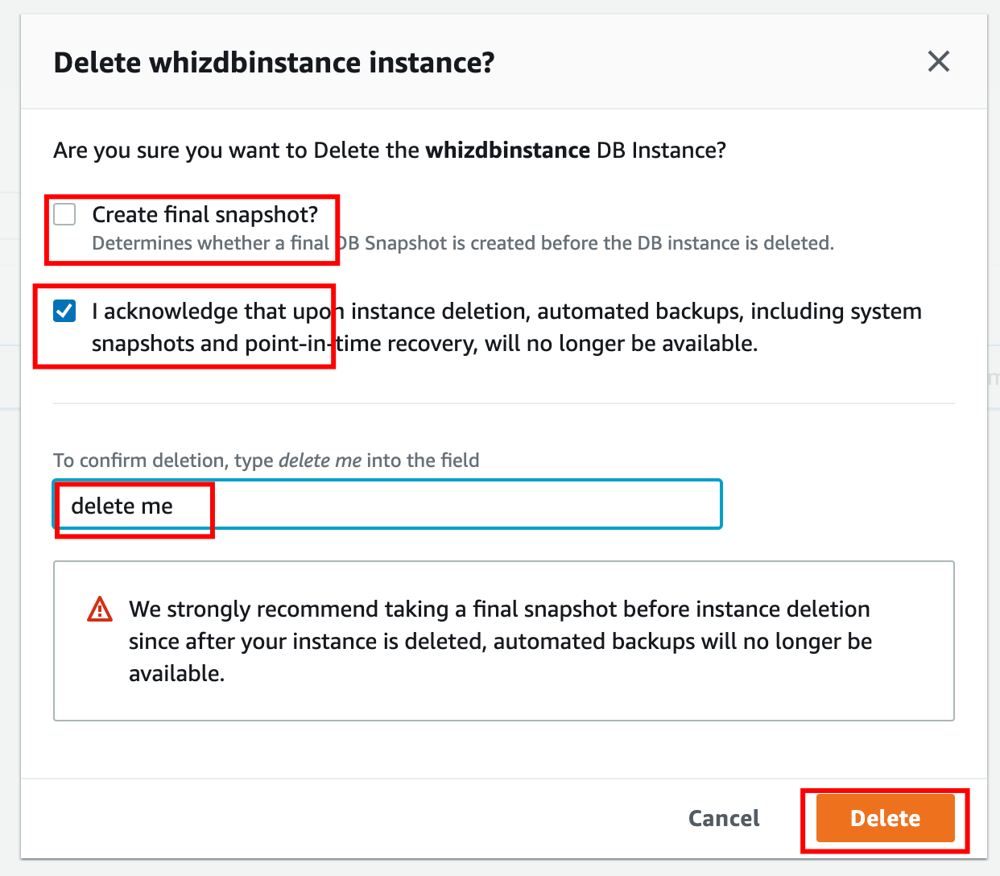 Delete whizdbinstance instance?
Are you sure you want to Delete the whizdbinstance DB Instance?
Create final snapshot?
Determines whether a final DB Snapshot is created before the DB instance is deleted.
I acknowledge that upon instance deletion, automated backups, including system
snapshots and point-in-time recovery, will no longer be available.
To confirm deletion, type delete me into the field
delete me
We strongly recommend taking a final snapshot before instance deletion
since after your instance is deleted, automated backups will no longer be
available.
Cancel
Delete